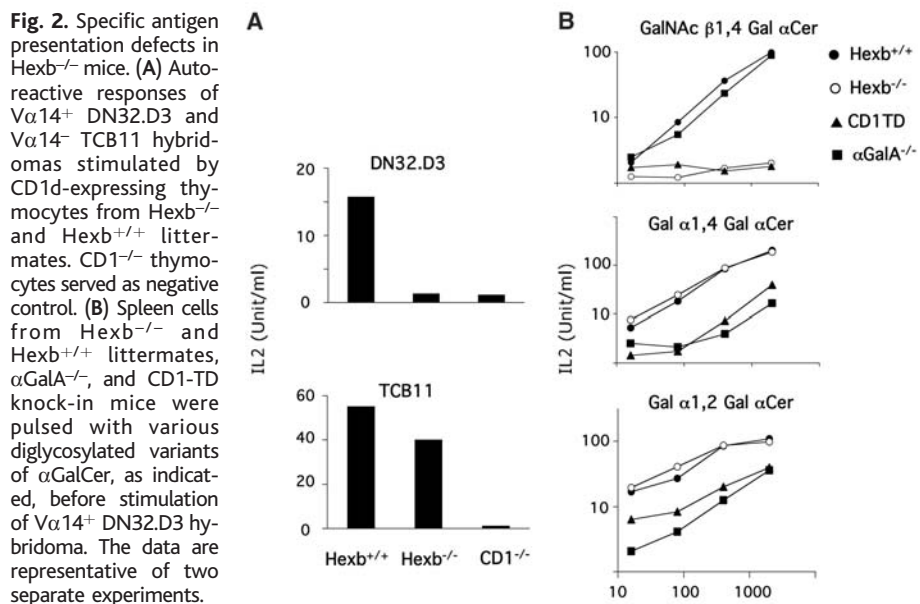 Fig. 2. Specific antigen
presentation defects in
Hexb–/– mice. (A) Auto-
reactive responses of
Vα14+ DN32.D3 and
Vα14– TCB11 hybrid-
omas stimulated by
CD1d-expressing thy-
mocytes from Hexb–/–
and Hexb+/+ litter-
mates. CD1–/– thymo-
cytes served as negative
control. (B) Spleen cells
from Hexb–/– and
Hexb+/+ littermates,
αGalA–/–, and CD1-TD
knock-in mice were
pulsed with various
diglycosylated variants
of αGalCer, as indicat-
ed, before stimulation
of Vα14+ DN32.D3 hy-
bridoma. The data are
representative of two
separate experiments.
A
DN32.D3
20
10
0
IL2 (Unit/ml)
TCB11
60
40
20
0
Hexb+/+ Hexb-/- CD1-/-
B
GalNAc β1,4 Gal αCer
100
10
Hexb+/+
Hexb-/-
CD1TD
αGalA-/-
Gal α1,4 Gal αCer
100
10
IL2 (Unit/ml)
Gal α1,2 Gal αCer
100
10
10 100 1000